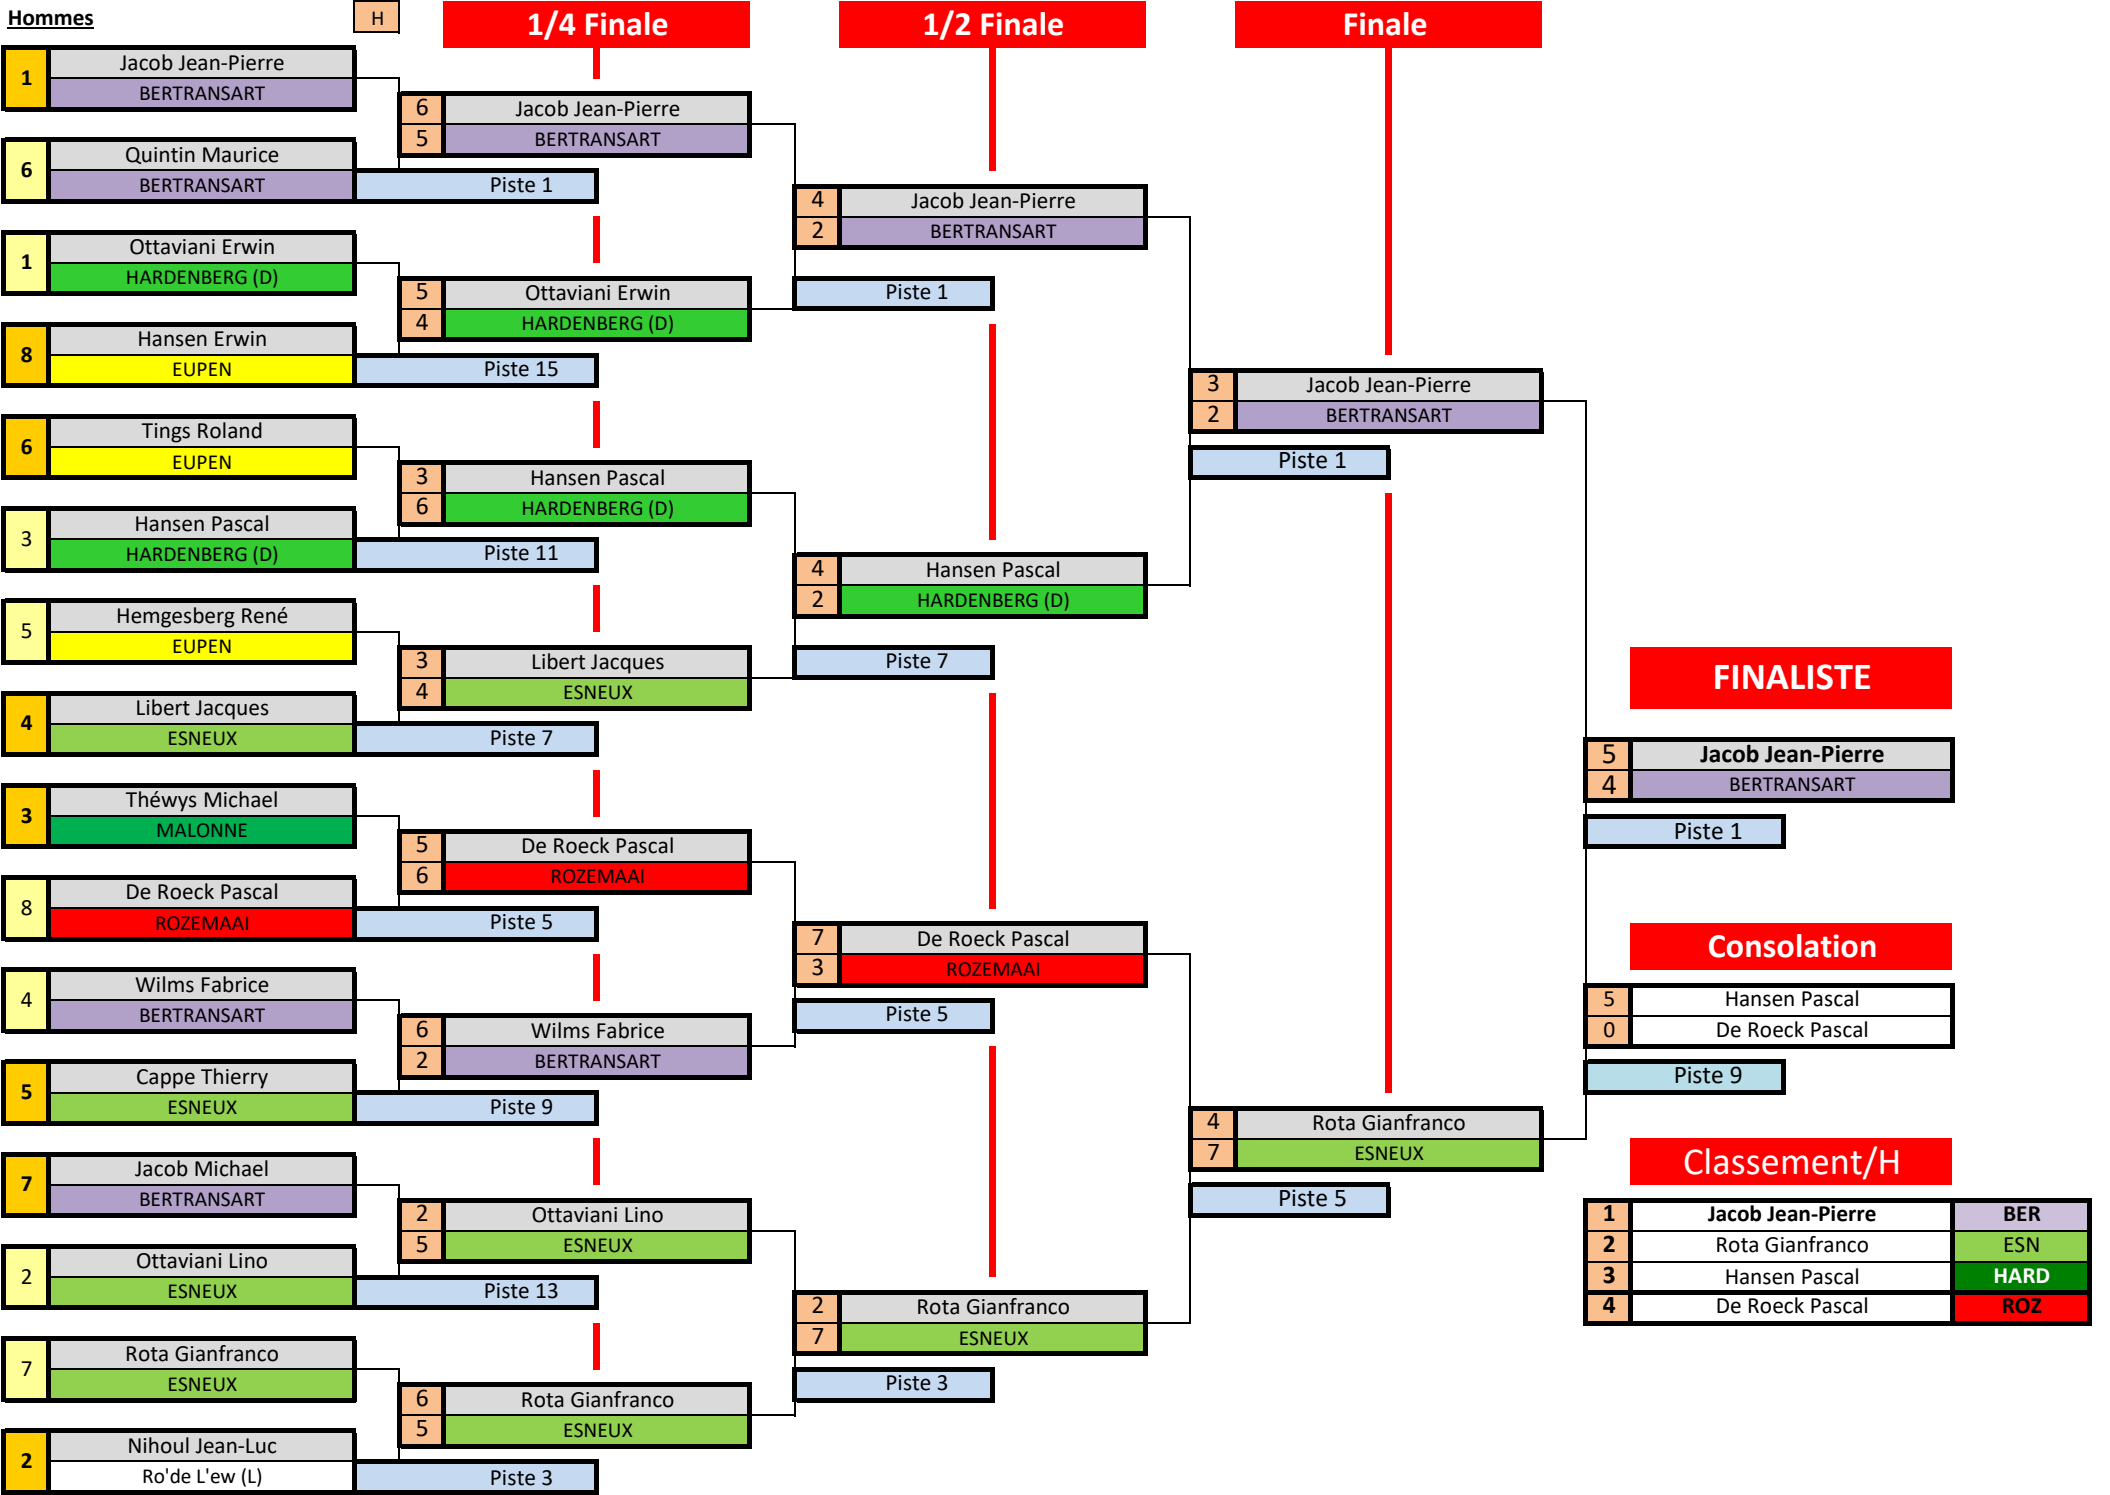 Hommes
H
1/4 Finale
1/2 Finale
Finale
1
Jacob Jean-Pierre
BERTRANSART
6
Quintin Maurice
BERTRANSART
Piste 1
1
Ottaviani Erwin
HARDENBERG (D)
8
Hansen Erwin
EUPEN
Piste 15
6
Tings Roland
EUPEN
3
Hansen Pascal
HARDENBERG (D)
Piste 11
5
Hemgesberg René
EUPEN
4
Libert Jacques
ESNEUX
Piste 7
3
Théwys Michael
MALONNE
8
De Roeck Pascal
ROZEMAAI
Piste 5
4
Wilms Fabrice
BERTRANSART
5
Cappe Thierry
ESNEUX
Piste 9
7
Jacob Michael
BERTRANSART
2
Ottaviani Lino
ESNEUX
Piste 13
7
Rota Gianfranco
ESNEUX
2
Nihoul Jean-Luc
Ro'de L'ew (L)
Piste 3
6 Jacob Jean-Pierre
5 BERTRANSART
5 Ottaviani Erwin
4 HARDENBERG (D)
3 Hansen Pascal
6 HARDENBERG (D)
3 Libert Jacques
4 ESNEUX
5 De Roeck Pascal
6 ROZEMAAI
6 Wilms Fabrice
2 BERTRANSART
2 Ottaviani Lino
5 ESNEUX
6 Rota Gianfranco
5 ESNEUX
4 Jacob Jean-Pierre
2 BERTRANSART
Piste 1
4 Hansen Pascal
2 HARDENBERG (D)
Piste 7
7 De Roeck Pascal
3 ROZEMAAI
Piste 5
2 Rota Gianfranco
7 ESNEUX
Piste 3
3 Jacob Jean-Pierre
2 BERTRANSART
Piste 1
4 Rota Gianfranco
7 ESNEUX
Piste 5
FINALISTE
5 Jacob Jean-Pierre
4 BERTRANSART
Piste 1
Consolation
5 Hansen Pascal
0 De Roeck Pascal
Piste 9
Classement/H
1 Jacob Jean-Pierre BER
2 Rota Gianfranco ESN
3 Hansen Pascal HARD
4 De Roeck Pascal ROZ